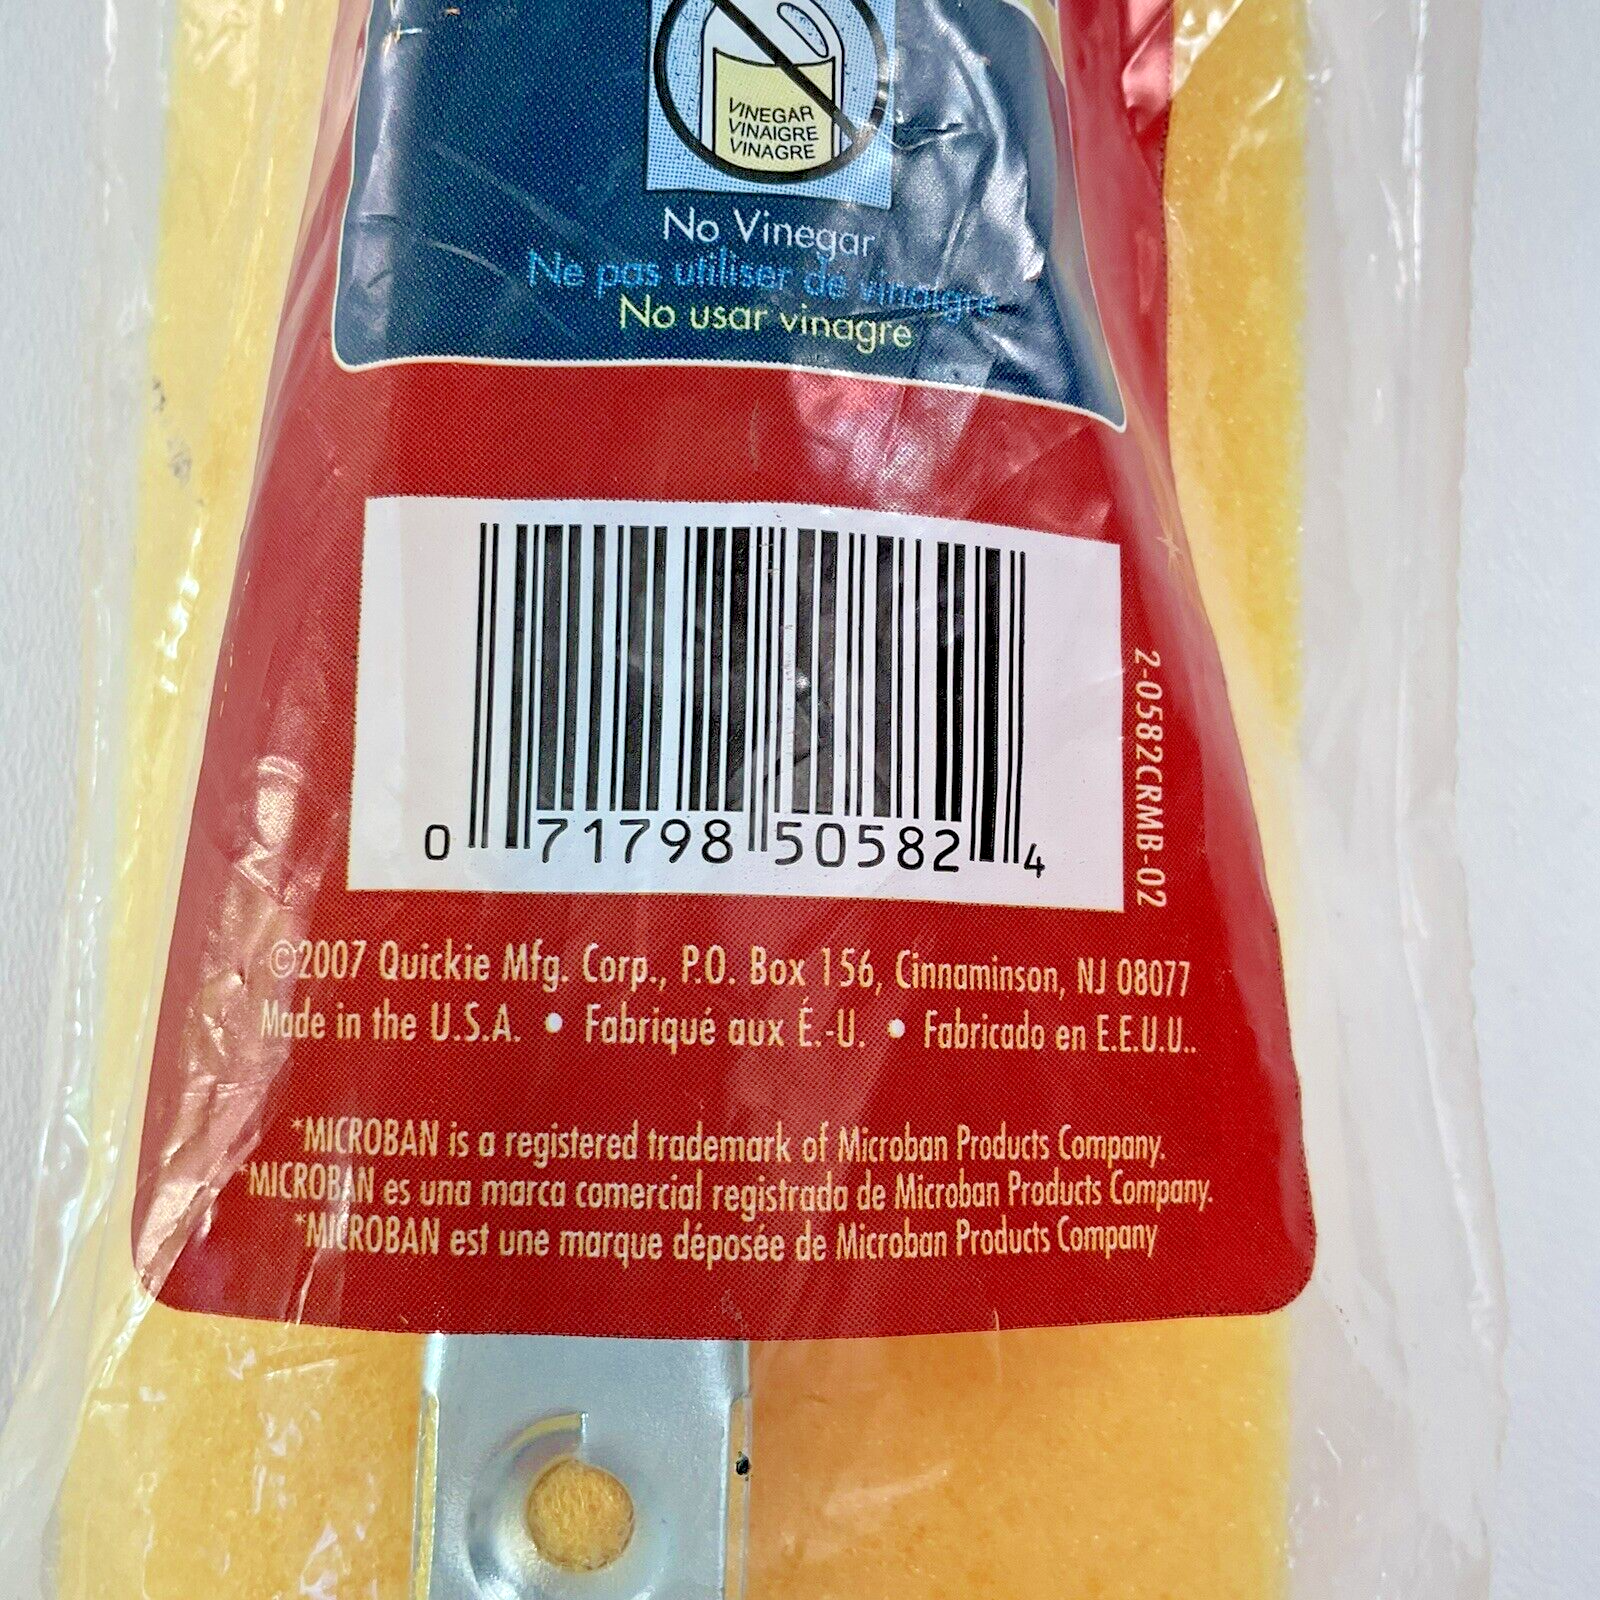 VINEGAR
VINAIGRE
VINAGRE
No Vinegar
Ne pas utiliser de vinaigre
No usar vinagre
0 71798 50582 4
2-0582CRMB-02
©2007 Quickie Mfg. Corp., P.O. Box 156, Cinnaminson, NJ 08077
Made in the U.S.A. • Fabriqué aux É.-U. • Fabricado en E.E.U.U..
*MICROBAN is a registered trademark of Microban Products Company.
*MICROBAN es una marca comercial registrada de Microban Products Company.
*MICROBAN est une marque déposée de Microban Products Company